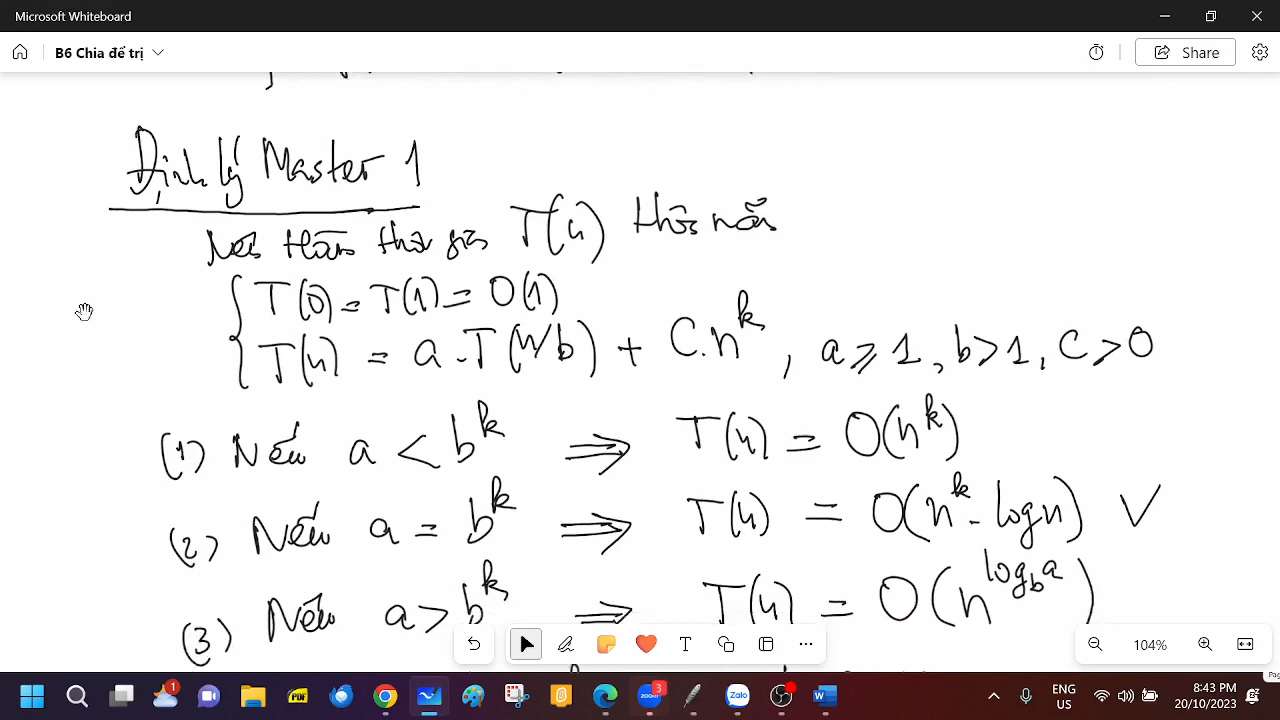 Microsoft Whiteboard
B6 Chia để trị
Share
Định lý Master 1
Nếu hàm thời gian T(n) thỏa mãn
T(0) = T(1) = O(1)
T(n) = a.T(n/b) + C.n^k, a ⩾ 1, b > 1, c > 0
(1) Nếu a < b^k ⟹ T(n) = O(n^k)
(2) Nếu a = b^k ⟹ T(n) = O(n^k.logn) V
(3) Nếu a > b^k ⟹ T(n) = O(n^log_b a)
104%
1
3
ENG
US
8:43 PM
20/10/2023